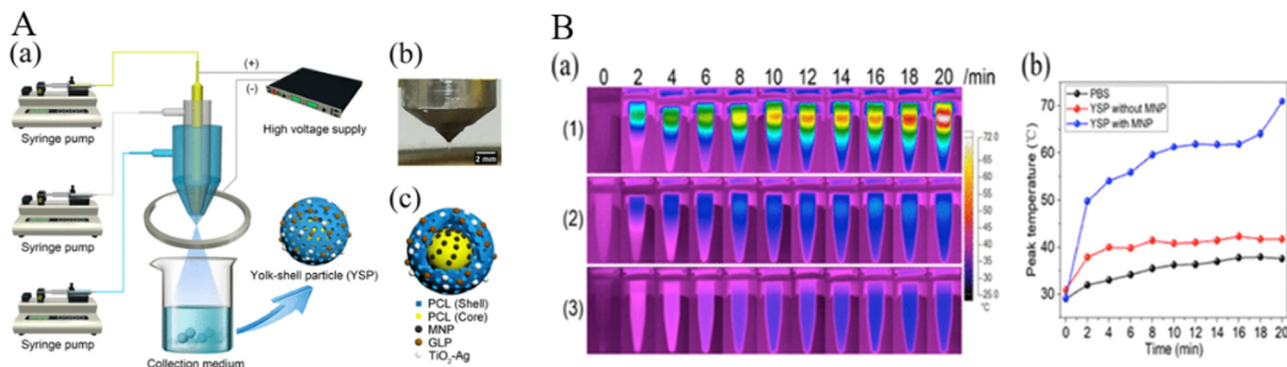 A
(a)
(+)
(-)
Syringe pump
High voltage supply
Syringe pump
Syringe pump
Yolk-shell particle (YSP)
Collection medium
(b)
2 mm
(c)
PCL (Shell)
PCL (Core)
MNP
GLP
TiO2-Ag
B
(a)
0 2 4 6 8 10 12 14 16 18 20 /min
(1)
(2)
(3)
72.0
70
65
60
55
50
45
40
35
30
25.0
°C
(b)
PBS
YSP without MNP
YSP with MNP
Peak temperature (°C)
70
60
50
40
30
0 2 4 6 8 10 12 14 16 18 20
Time (min)